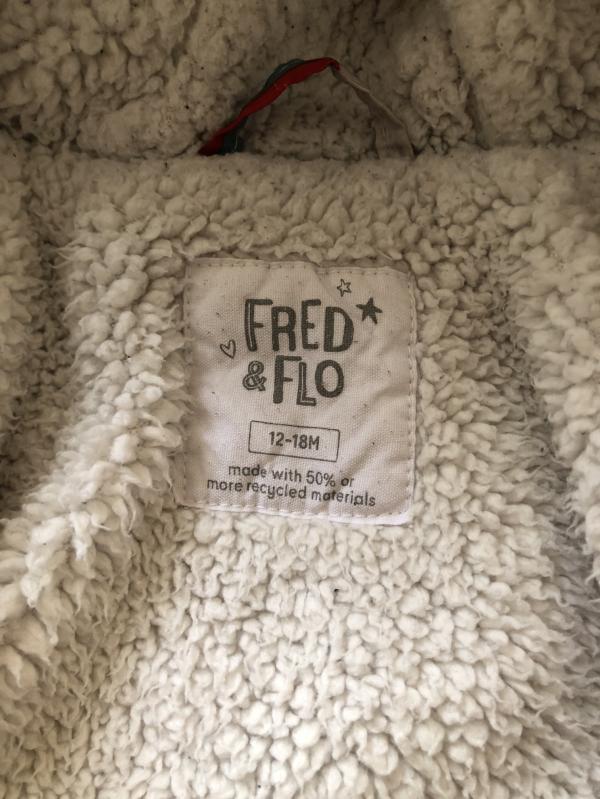 FRED
& FLO
12-18M
made with 50% or
more recycled materials